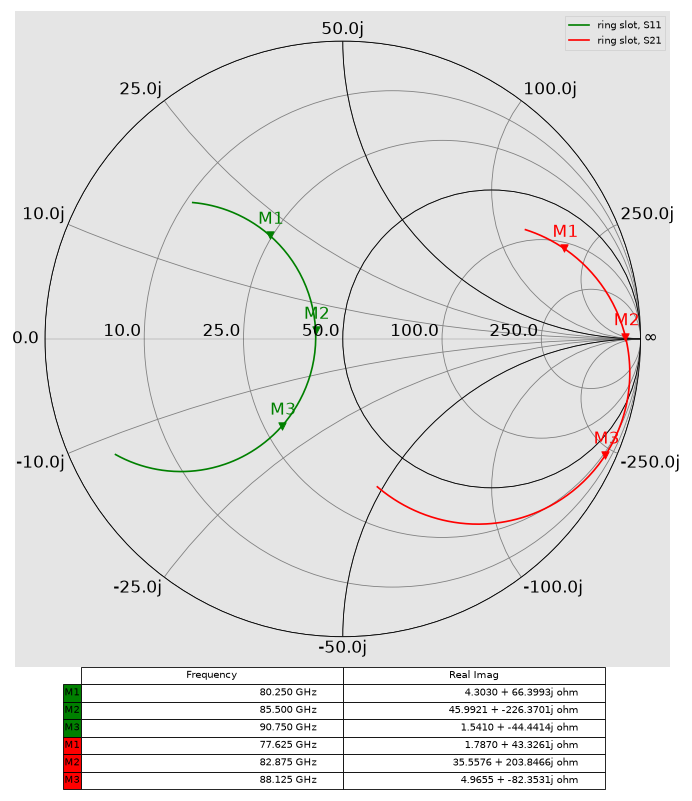 ring slot, S11
ring slot, S21
50.0j
25.0j
100.0j
10.0j
250.0j
M1
M1
M2
M2
0.0
10.0
25.0
50.0
100.0
250.0
∞
M3
M3
-10.0j
-250.0j
-25.0j
-100.0j
-50.0j
Frequency Real Imag
M1 80.250 GHz 4.3030 + 66.3993j ohm
M2 85.500 GHz 45.9921 + -226.3701j ohm
M3 90.750 GHz 1.5410 + -44.4414j ohm
M1 77.625 GHz 1.7870 + 43.3261j ohm
M2 82.875 GHz 35.5576 + 203.8466j ohm
M3 88.125 GHz 4.9655 + -82.3531j ohm